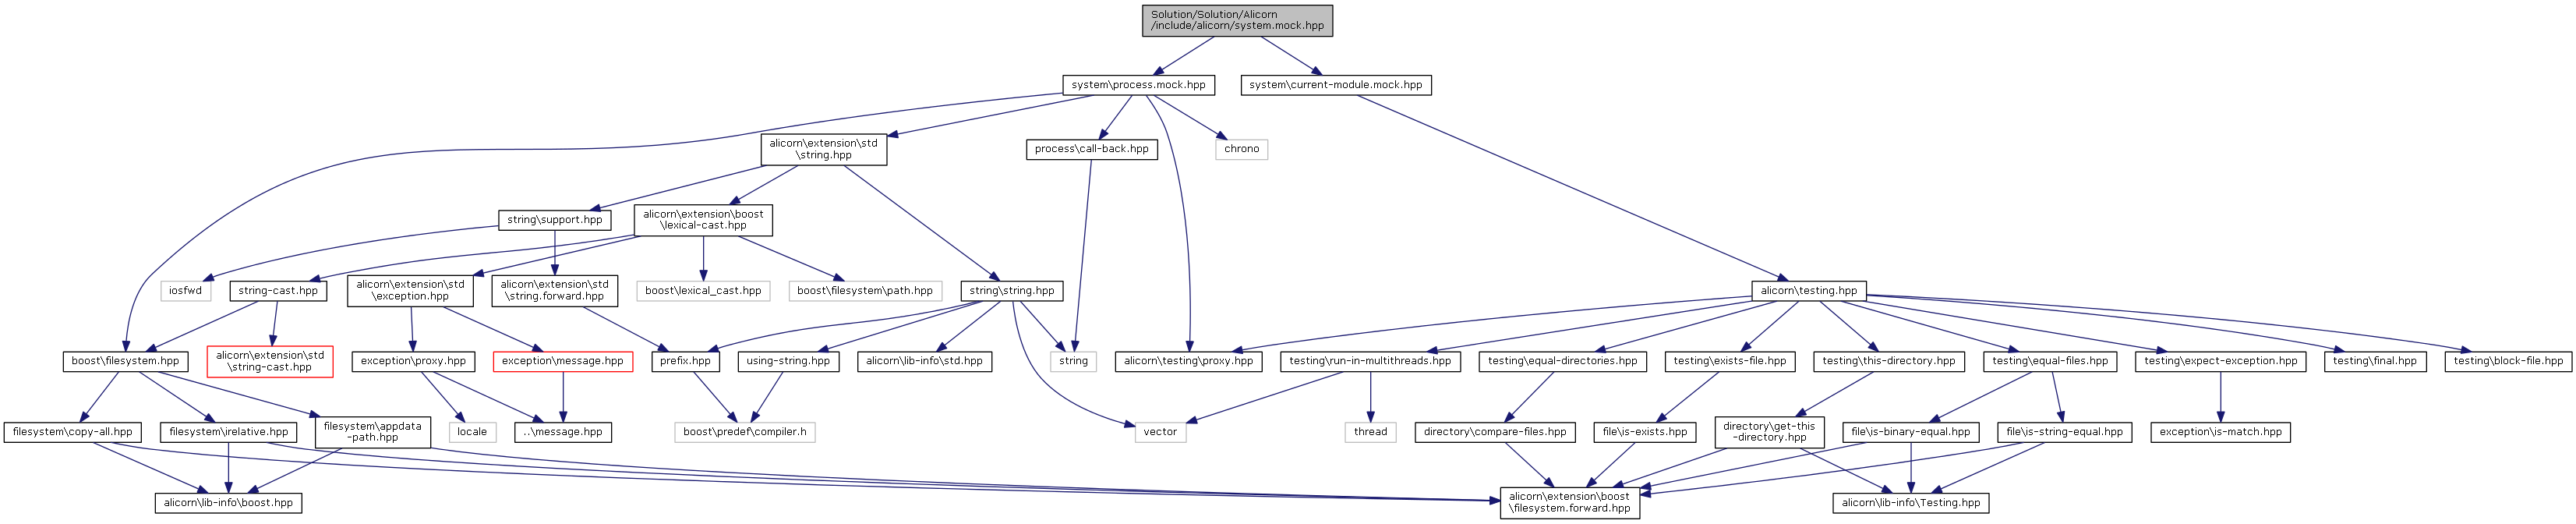 Solution/Solution/Alicorn
/include/alicorn/system.mock.hpp
system\process.mock.hpp
system\current-module.mock.hpp
alicorn\extension\std
\string.hpp
process\call-back.hpp
chrono
string\support.hpp
alicorn\extension\boost
\lexical-cast.hpp
iosfwd
string-cast.hpp
alicorn\extension\std
\exception.hpp
alicorn\extension\std
\string.forward.hpp
boost\lexical_cast.hpp
boost\filesystem\path.hpp
string\string.hpp
alicorn\testing.hpp
boost\filesystem.hpp
alicorn\extension\std
\string-cast.hpp
exception\proxy.hpp
exception\message.hpp
prefix.hpp
using-string.hpp
alicorn\lib-info\std.hpp
string
alicorn\testing\proxy.hpp
testing\run-in-multithreads.hpp
testing\equal-directories.hpp
testing\exists-file.hpp
testing\this-directory.hpp
testing\equal-files.hpp
testing\expect-exception.hpp
testing\final.hpp
testing\block-file.hpp
filesystem\copy-all.hpp
filesystem\irelative.hpp
filesystem\appdata
-path.hpp
locale
..\message.hpp
boost\predef\compiler.h
vector
thread
directory\compare-files.hpp
file\is-exists.hpp
directory\get-this
-directory.hpp
file\is-binary-equal.hpp
file\is-string-equal.hpp
exception\is-match.hpp
alicorn\lib-info\boost.hpp
alicorn\extension\boost
\filesystem.forward.hpp
alicorn\lib-info\Testing.hpp